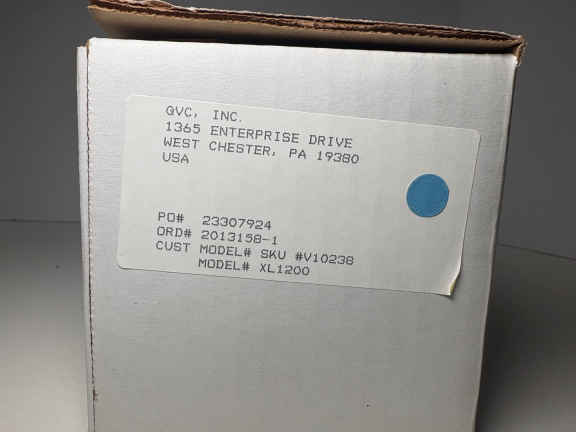 GVC, INC.
1365 ENTERPRISE DRIVE
WEST CHESTER, PA 19380
USA
PO# 23307924
ORD# 2013158-1
CUST MODEL# SKU #V10238
MODEL# XL1200